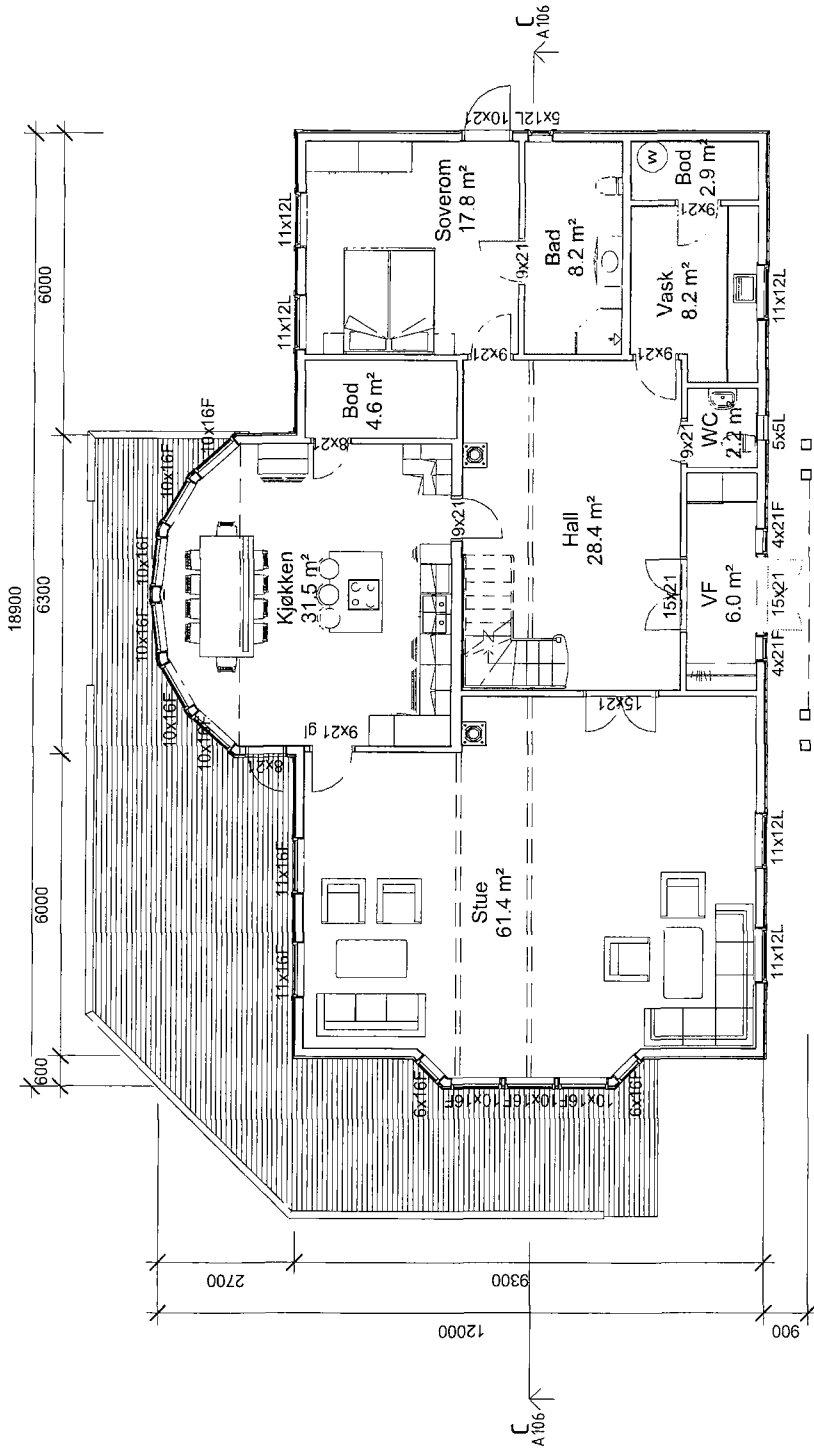 18900
600
6000
6300
6000
2700
9300
12000
900
C
A106
C
A106
Stue
61.4 m²
Kjøkken
31.5 m²
Hall
28.4 m²
VF
6.0 m²
WC
2.2 m²
Vask
8.2 m²
Bod
2.9 m²
W
Bad
8.2 m²
Soverom
17.8 m²
Bod
4.6 m²
11x16F
11x16F
8x21
10x16F
10x16F
10x16F
10x16F
10x16F
10x16F
11x12L
11x12L
10x21
5x12L
9x21 gl
8x21
9x21
9x21
9x21
9x21
9x21
9x21
15x21
15x21
6x16F
10x16F
10x16F
10x16F
6x16F
11x12L
11x12L
4x21F
15x21
4x21F
5x5L
11x12L